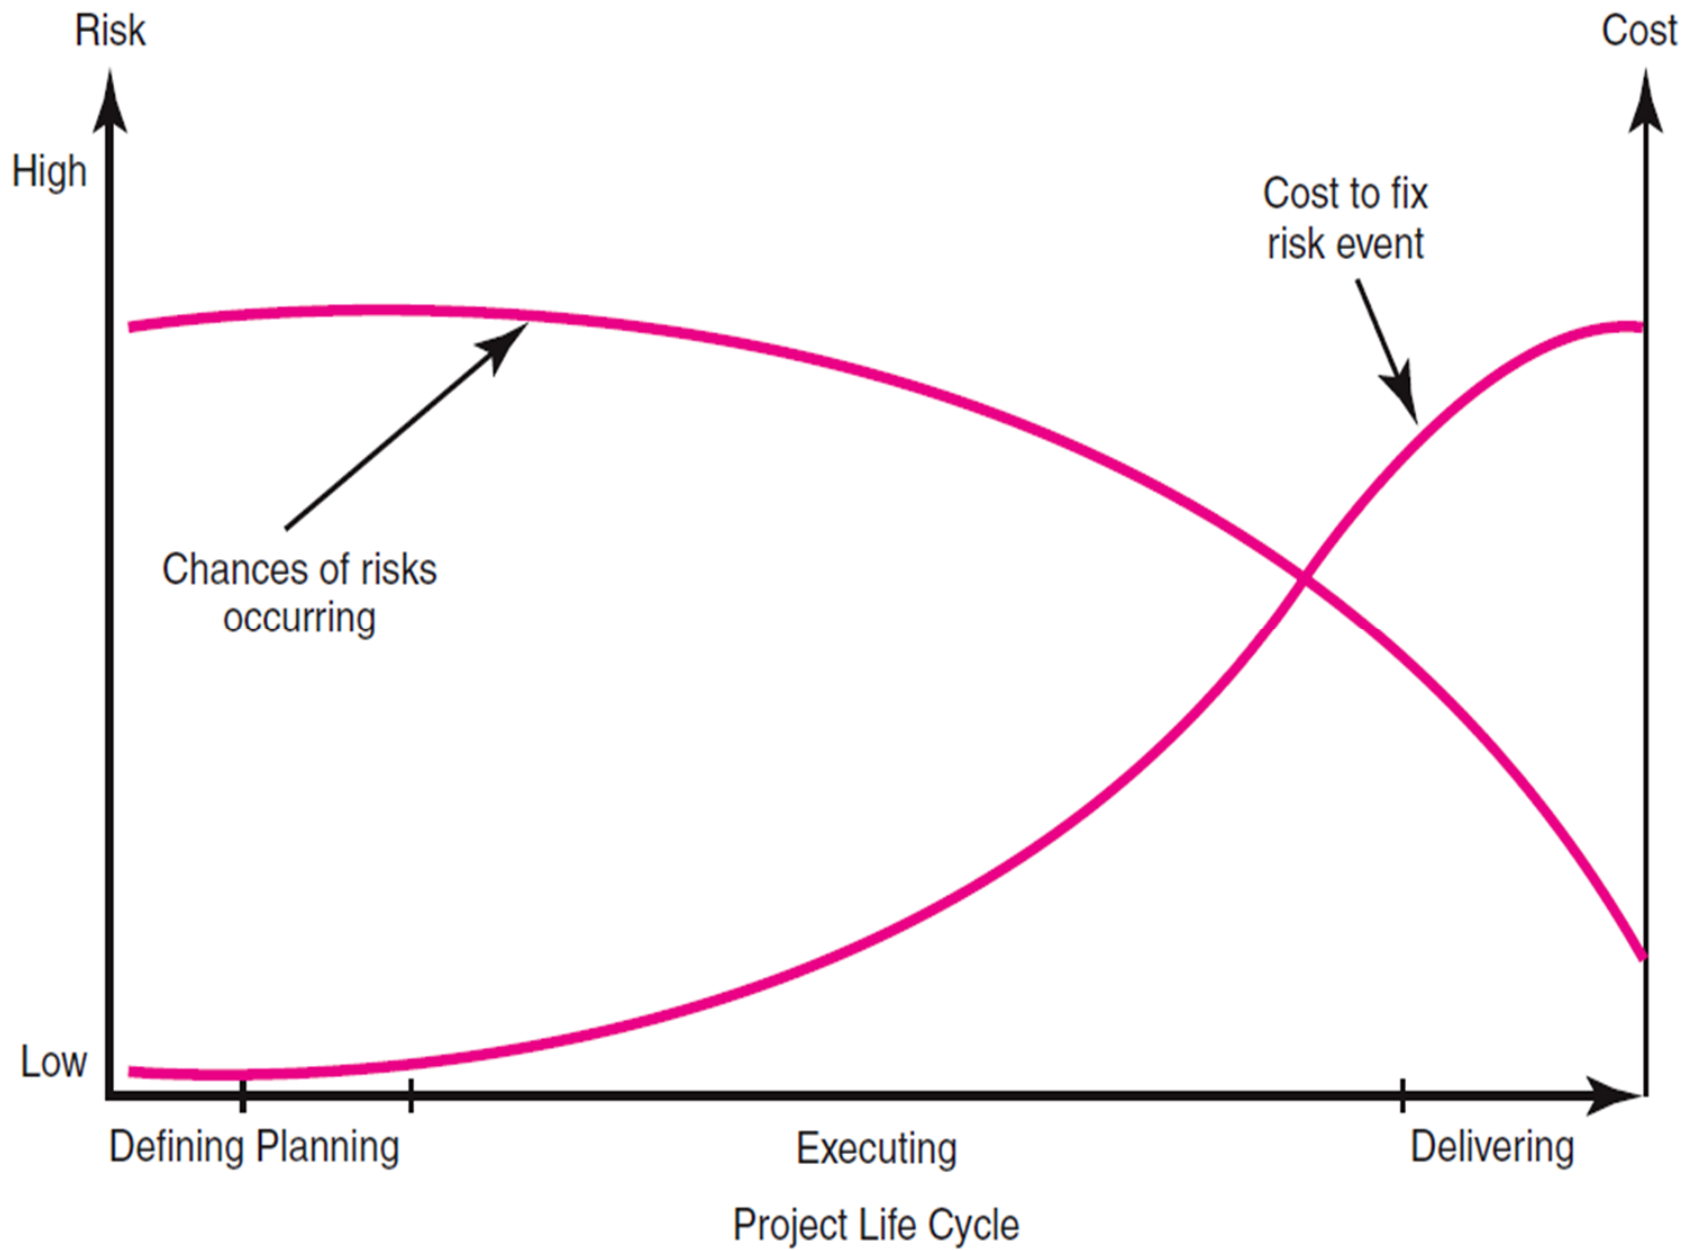 Risk
Cost
High
Cost to fix
risk event
Chances of risks
occurring
Low
Defining Planning
Executing
Delivering
Project Life Cycle